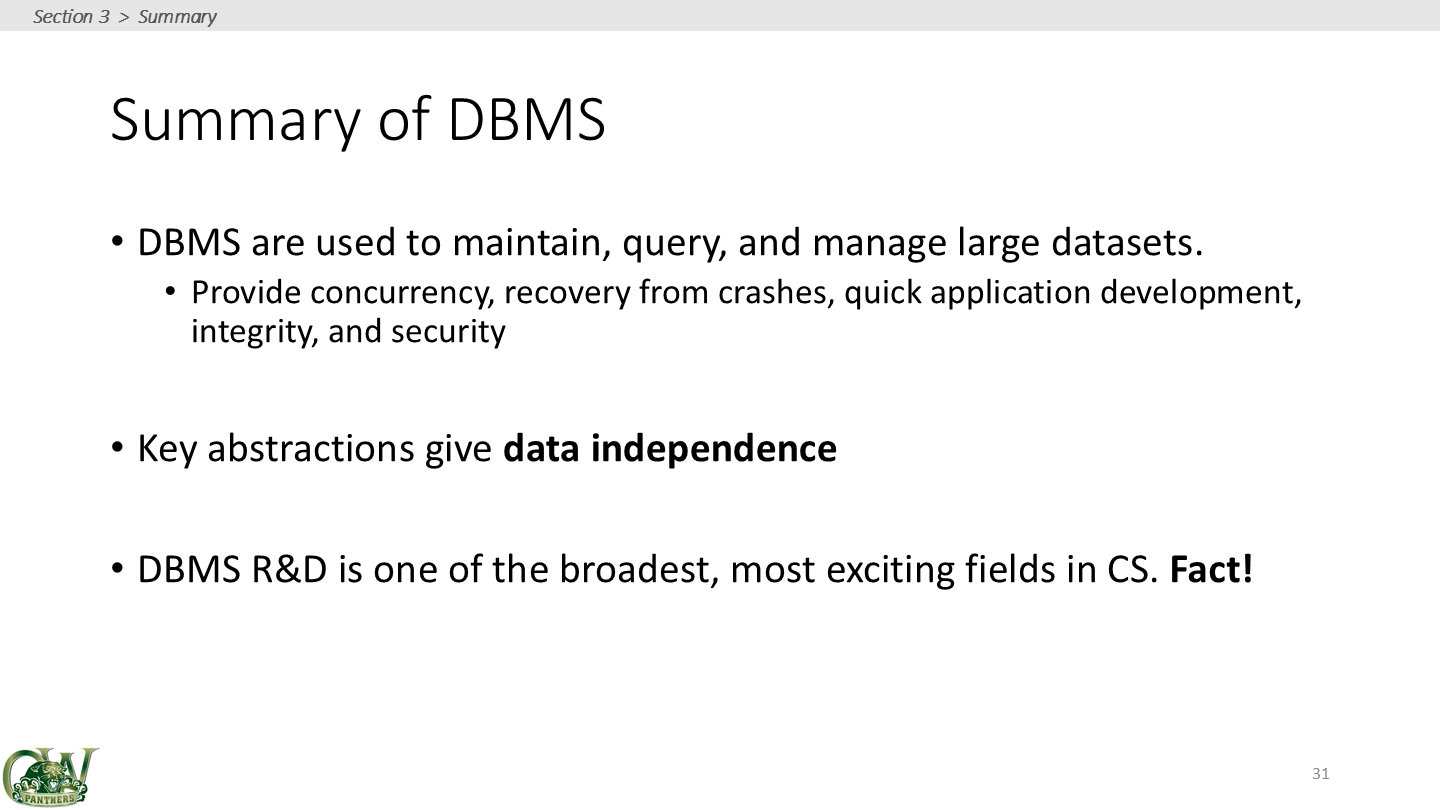 Section 3 > Summary
Summary of DBMS
• DBMS are used to maintain, query, and manage large datasets.
• Provide concurrency, recovery from crashes, quick application development,
integrity, and security
• Key abstractions give data independence
• DBMS R&D is one of the broadest, most exciting fields in CS. Fact!
OW
PANTHERS
31